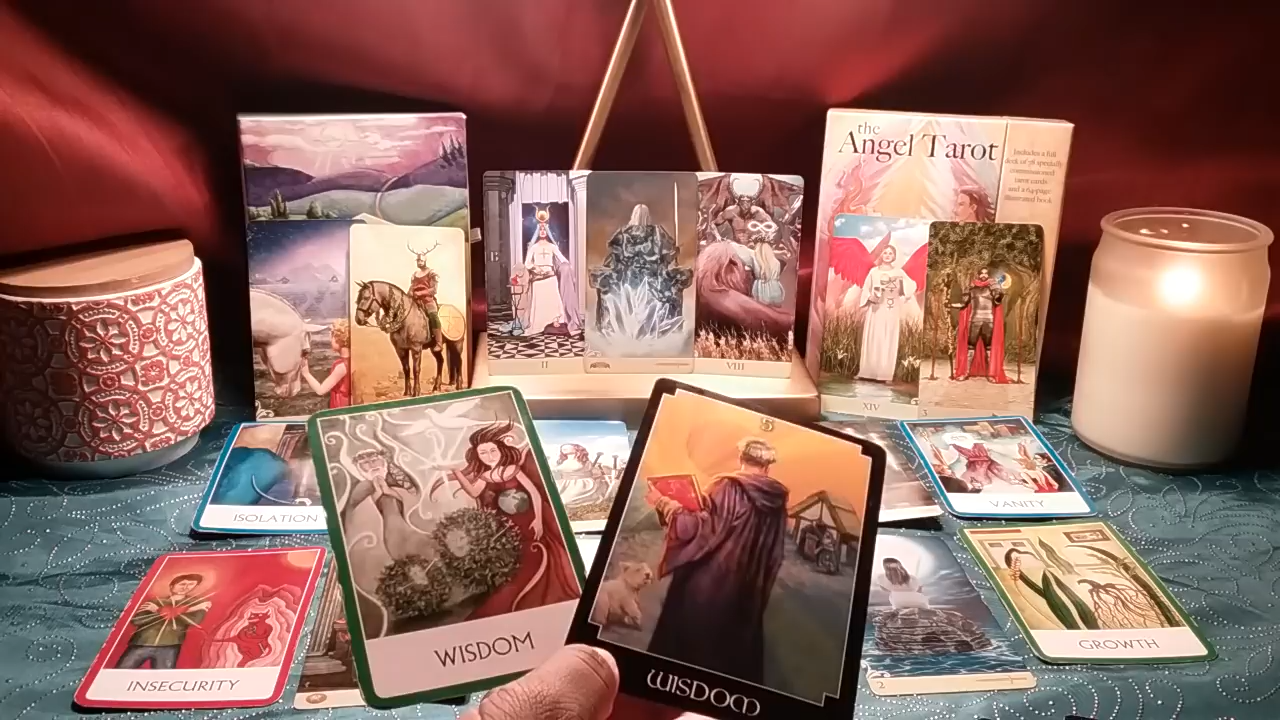 the
Angel Tarot
Includes a full
deck of 78 specially
commissioned
tarot cards
and a 64-page
illustrated book
II
VIII
XIV
3
5
ISOLATION
VANITY
WISDOM
WISDOM
INSECURITY
GROWTH
2